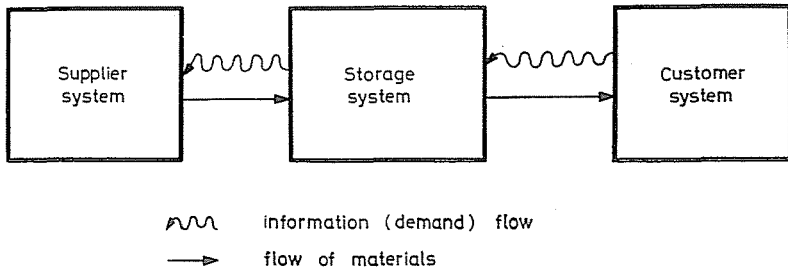 Supplier
system
Storage
system
Customer
system
information (demand) flow
flow of materials